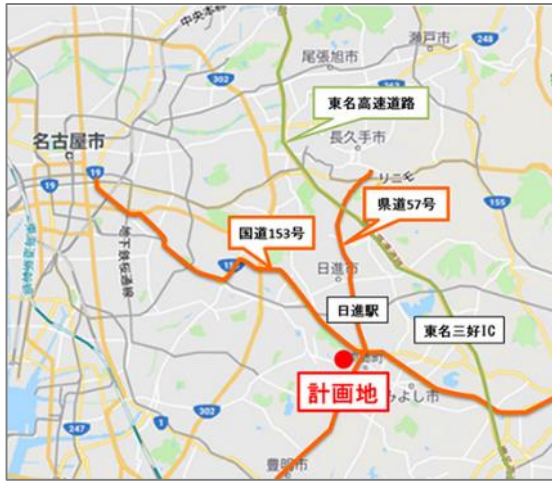 中央本線
瀬戸市
248
尾張旭市
302
363
東名高速道路
名古屋市
長久手市
19
リニモ
19
県道57号
155
国道153号
地下鉄桜通線
日進市
日進駅
東名三好IC
計画地
みよし市
302
1
247
豊明市